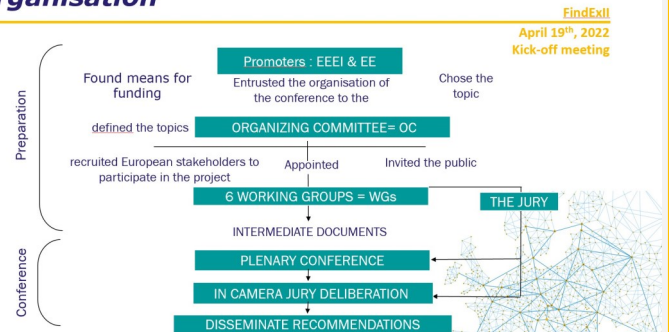 rganisation
FindExII
April 19th, 2022
Kick-off meeting
Preparation
Promoters : EEEI & EE
Found means for
funding
Entrusted the organisation of
the conference to the
Chose the
topic
defined the topics
ORGANIZING COMMITTEE= OC
recruited European stakeholders to
participate in the project
Appointed
Invited the public
6 WORKING GROUPS = WGs
THE JURY
INTERMEDIATE DOCUMENTS
Conference
PLENARY CONFERENCE
IN CAMERA JURY DELIBERATION
DISSEMINATE RECOMMENDATIONS